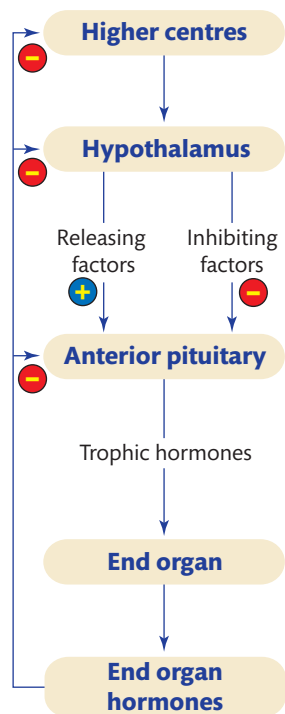 Higher centres
−
Hypothalamus
−
Releasing factors
+
Inhibiting factors
−
Anterior pituitary
−
Trophic hormones
End organ
End organ
hormones